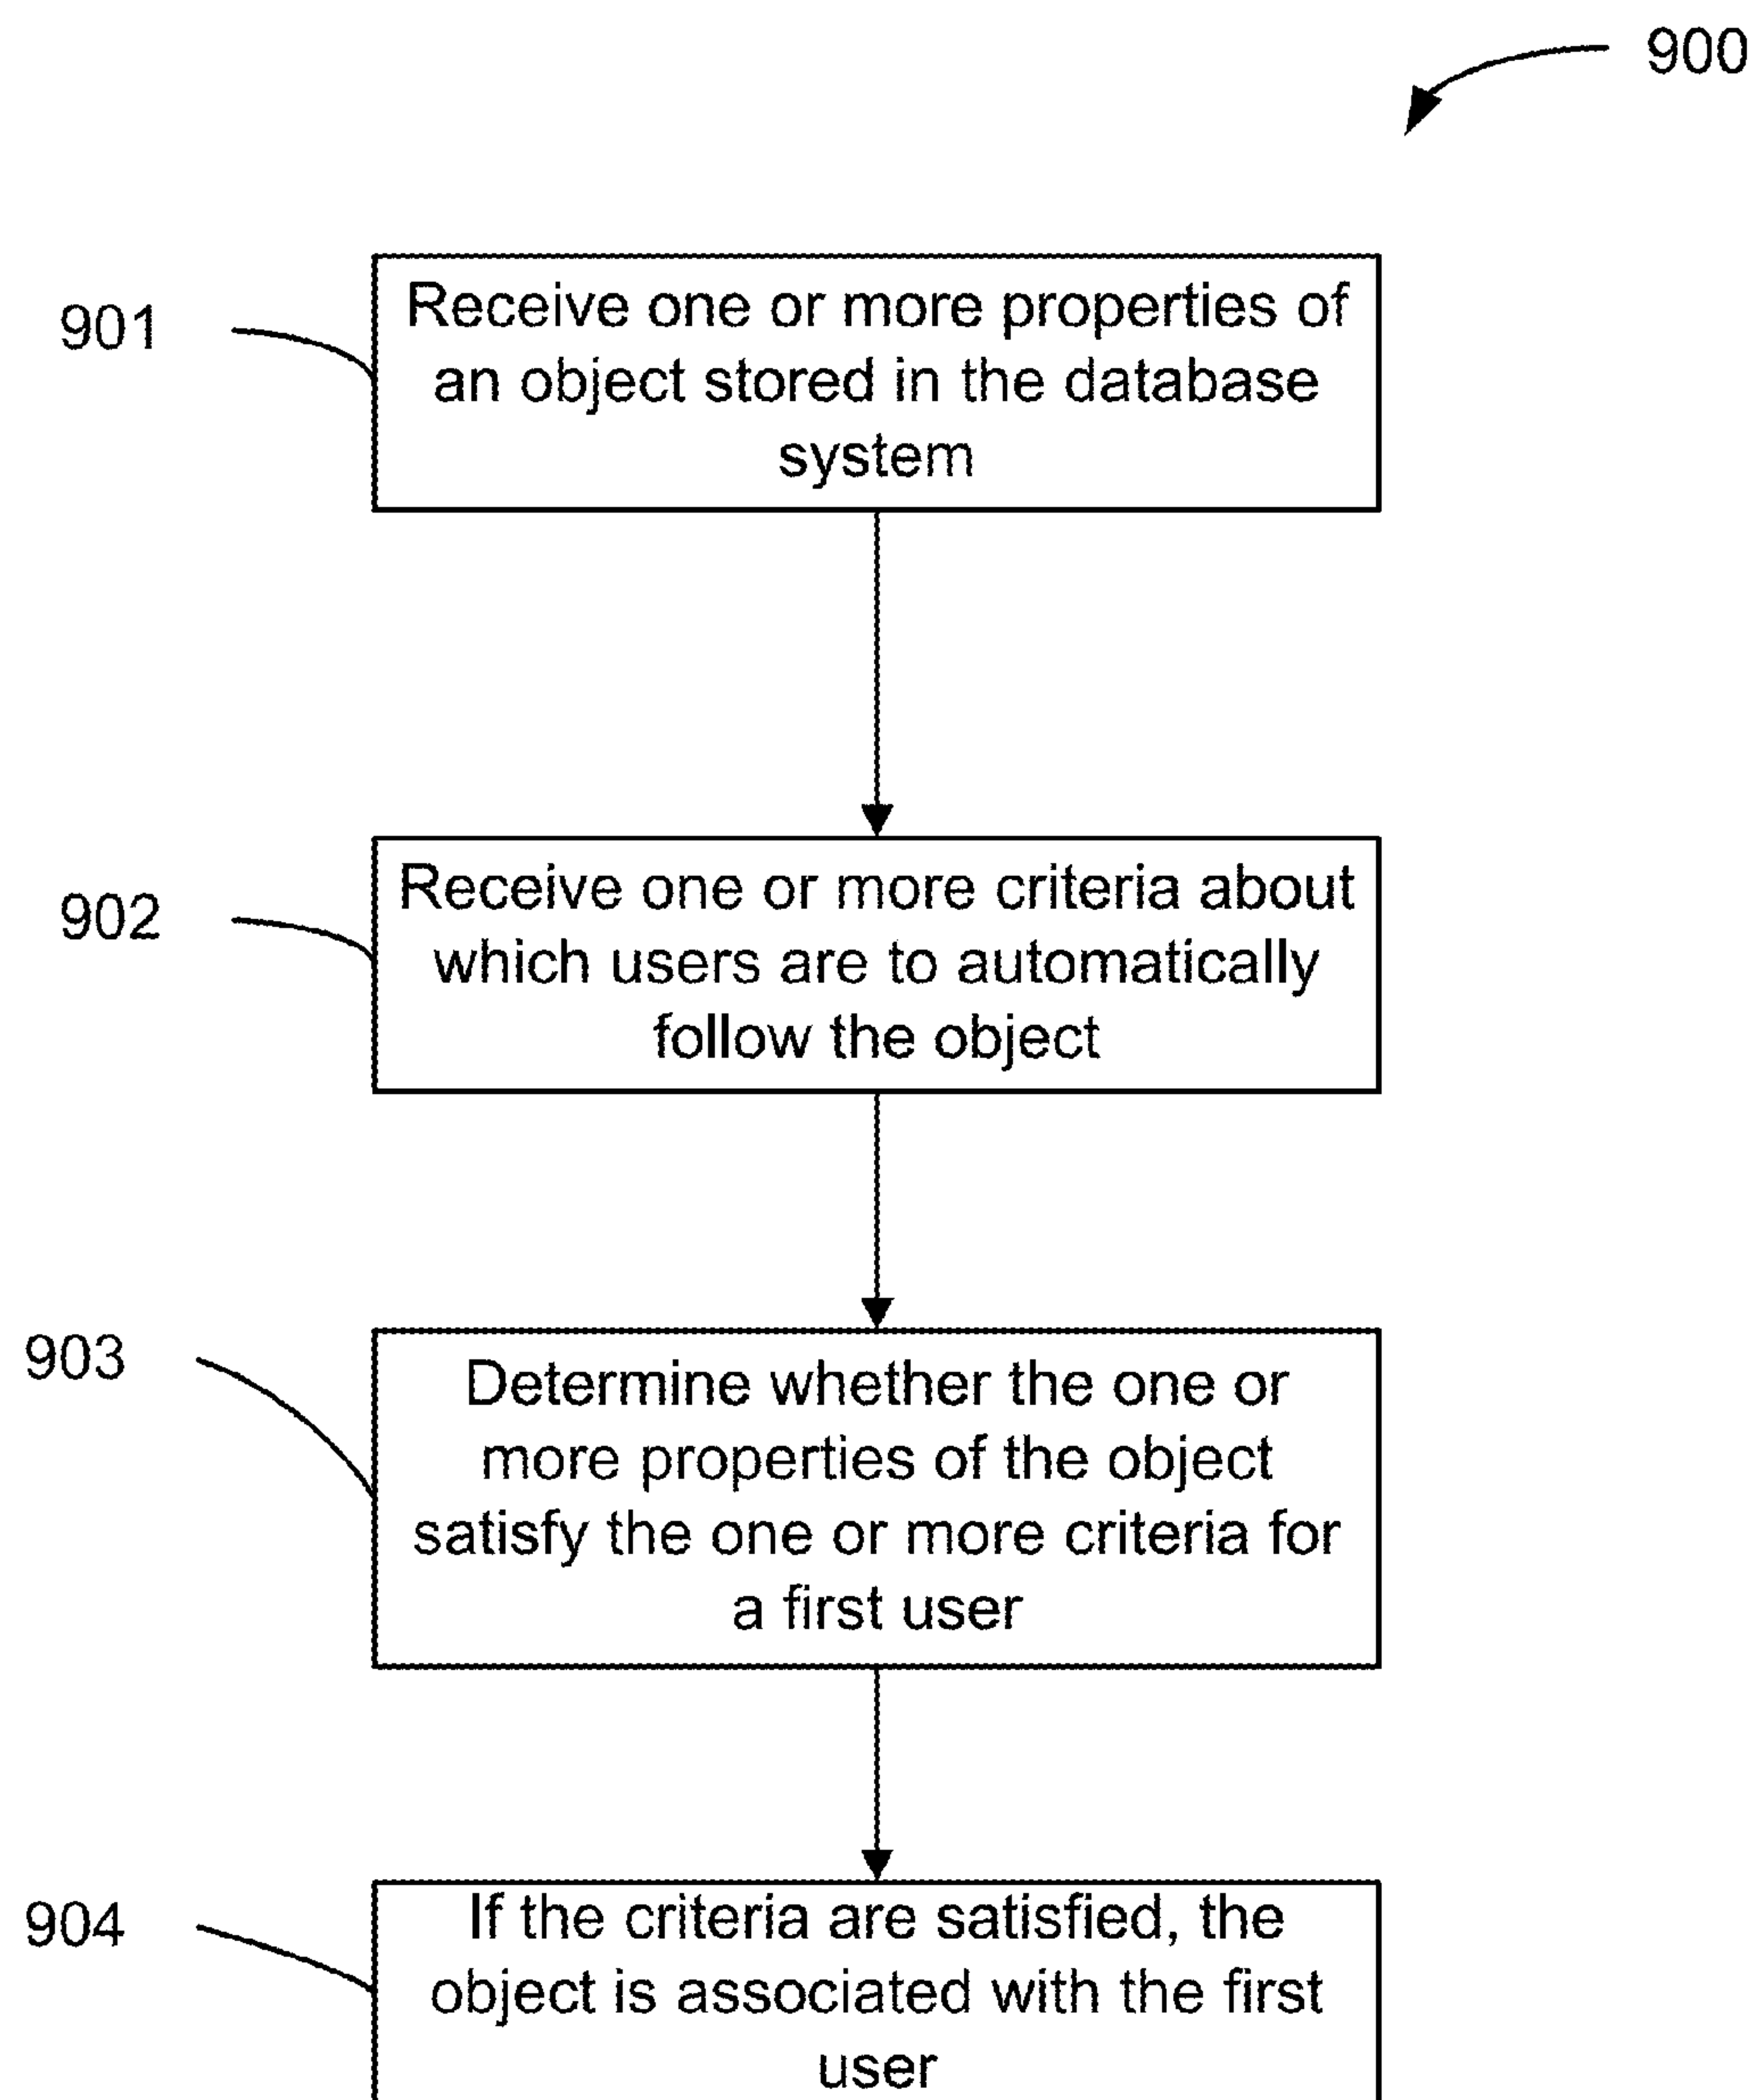 900
901
Receive one or more properties of
an object stored in the database
system
902
Receive one or more criteria about
which users are to automatically
follow the object
903
Determine whether the one or
more properties of the object
satisfy the one or more criteria for
a first user
904
If the criteria are satisfied, the
object is associated with the first
user